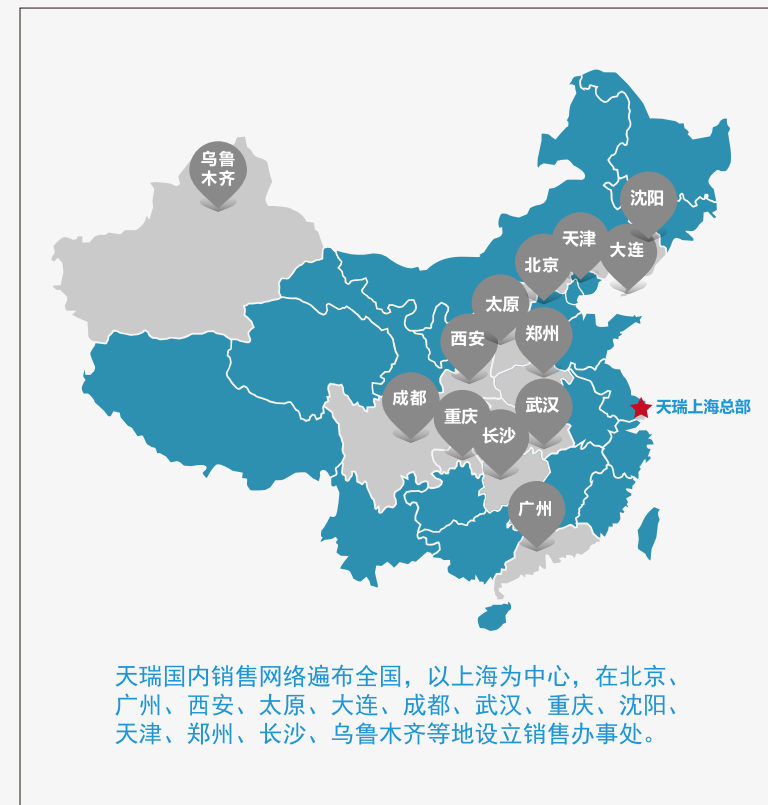 乌鲁
木齐
沈阳
天津
大连
北京
太原
郑州
西安
成都
武汉
重庆
长沙
天瑞上海总部
广州
天瑞国内销售网络遍布全国，以上海为中心，在北京、
广州、西安、太原、大连、成都、武汉、重庆、沈阳、
天津、郑州、长沙、乌鲁木齐等地设立销售办事处。